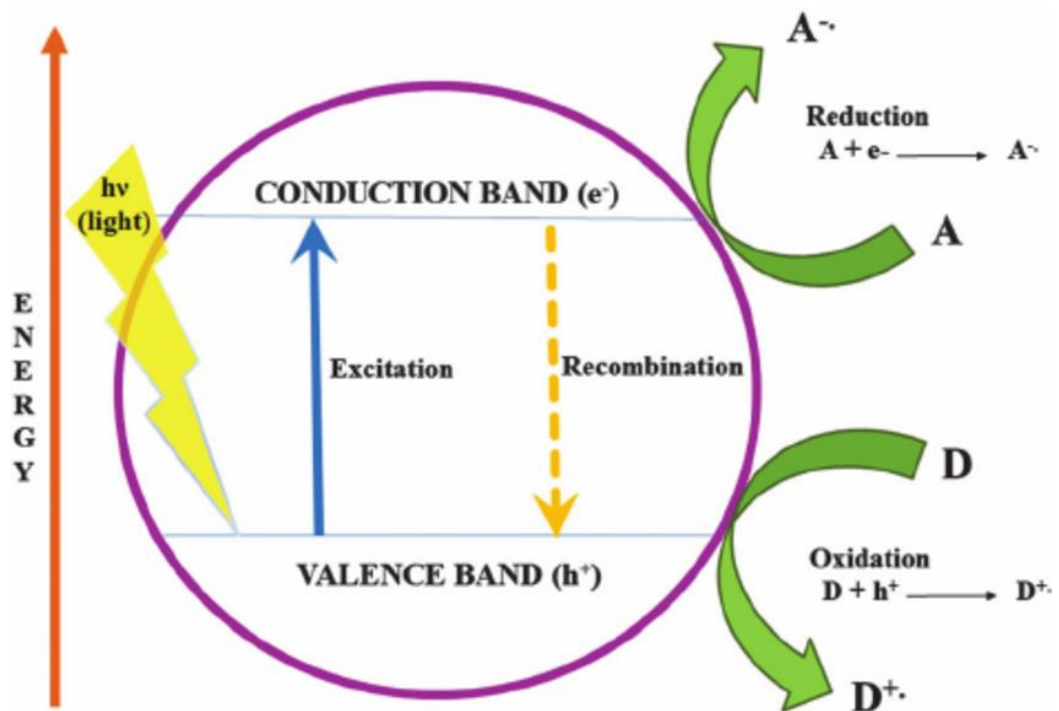 A⁻·
Reduction
A + e- ⟶ A⁻·
hν
(light)
CONDUCTION BAND (e⁻)
A
E
N
E
R
G
Y
Excitation
Recombination
D
Oxidation
D + h⁺ ⟶ D⁺·
VALENCE BAND (h⁺)
D⁺·